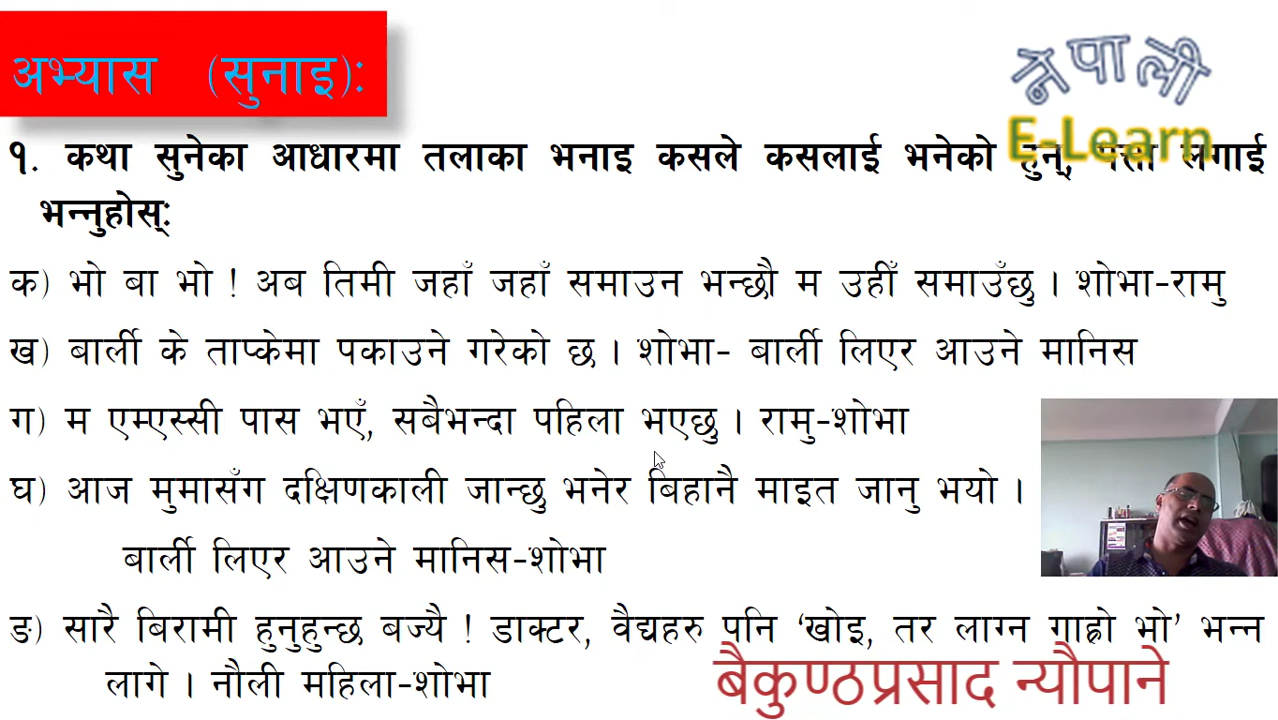 अभ्यास (सुनाइ):
नेपाली
E-Learn
१. कथा सुनेका आधारमा तलाका भनाइ कसले कसलाई भनेको हुन्, पत्ता लगाई
भन्नुहोस्:
क) भो बा भो ! अब तिमी जहाँ जहाँ समाउन भन्छौ म उहीँ समाउँछु । शोभा-रामु
ख) बार्ली के ताप्केमा पकाउने गरेको छ । शोभा- बार्ली लिएर आउने मानिस
ग) म एम्एस्सी पास भएँ, सबैभन्दा पहिला भएछु । रामु-शोभा
घ) आज मुमासँग दक्षिणकाली जान्छु भनेर बिहानै माइत जानु भयो ।
बार्ली लिएर आउने मानिस-शोभा
ङ) सारै बिरामी हुनुहुन्छ बज्यै ! डाक्टर, वैद्यहरु पनि ‘खोइ, तर लाग्न गाह्रो भो’ भन्न
लागे । नौली महिला-शोभा
बैकुण्ठप्रसाद न्यौपाने